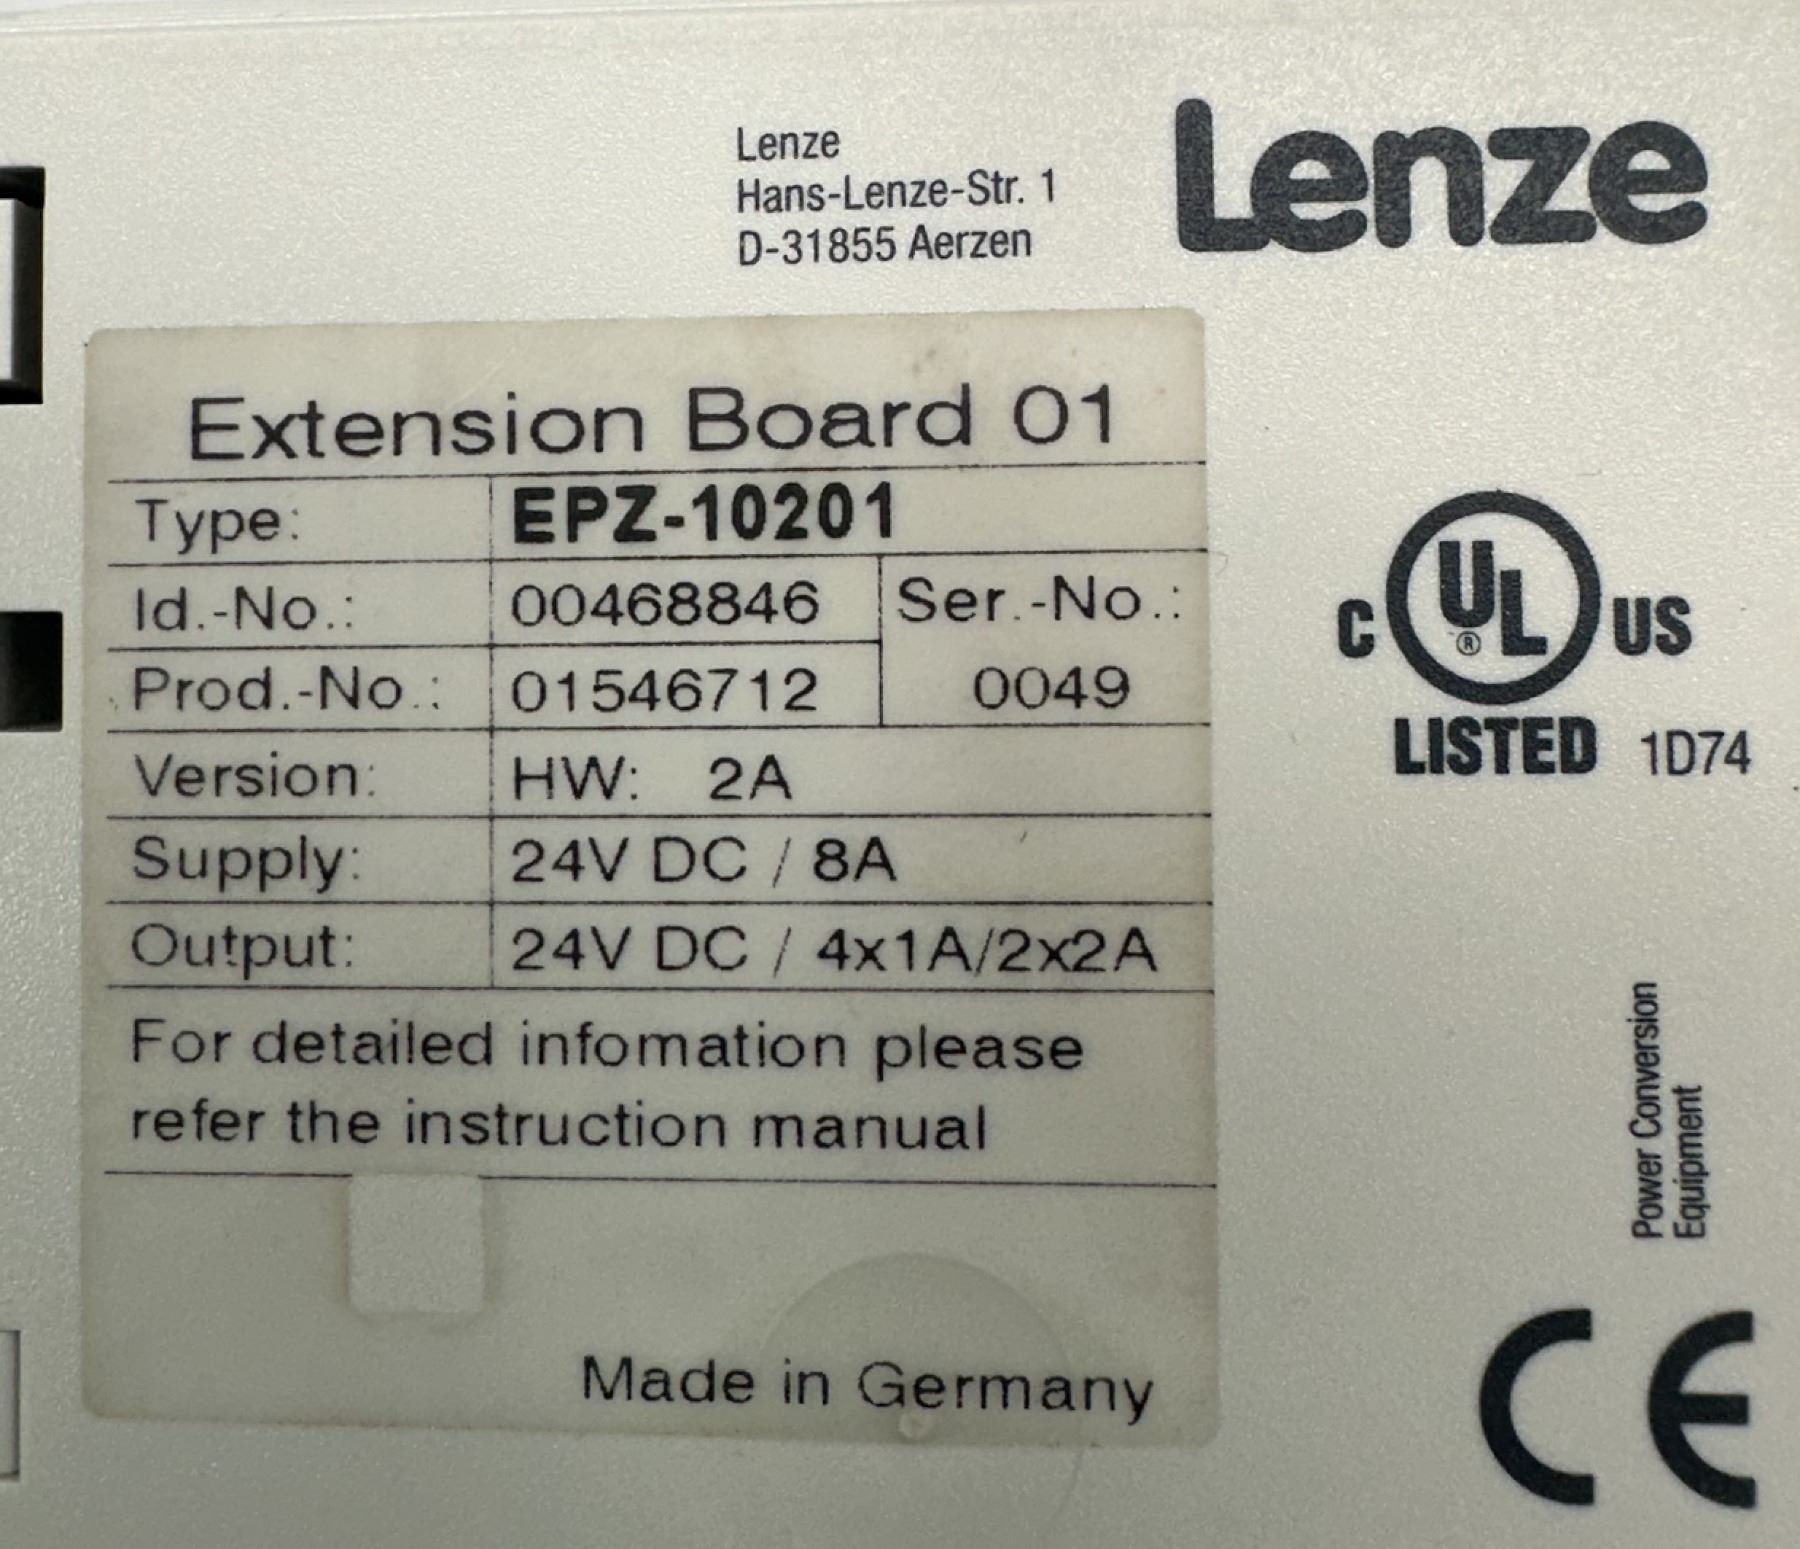 Lenze
Hans-Lenze-Str. 1
D-31855 Aerzen
Lenze
Extension Board 01
Type: EPZ-10201
Id.-No.: 00468846 Ser.-No.:
Prod.-No.: 01546712 0049
Version: HW: 2A
Supply: 24V DC / 8A
Output: 24V DC / 4x1A/2x2A
For detailed infomation please
refer the instruction manual
Made in Germany
C UL ® US
LISTED 1D74
Power Conversion
Equipment
CE